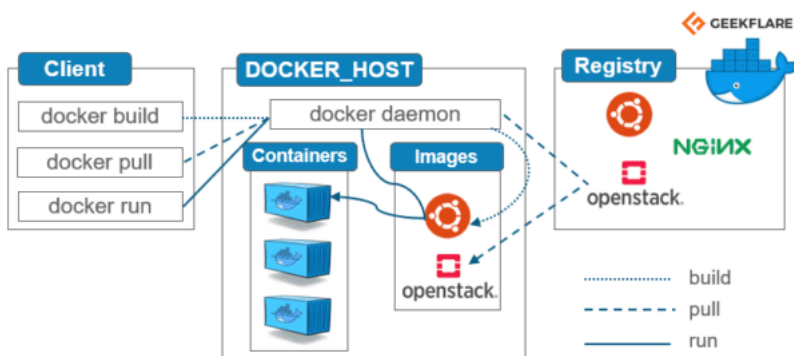 GEEKFLARE
Client
DOCKER_HOST
Registry
docker build
docker pull
docker run
docker daemon
Containers
Images
openstack.
NGINX
openstack.
build
pull
run